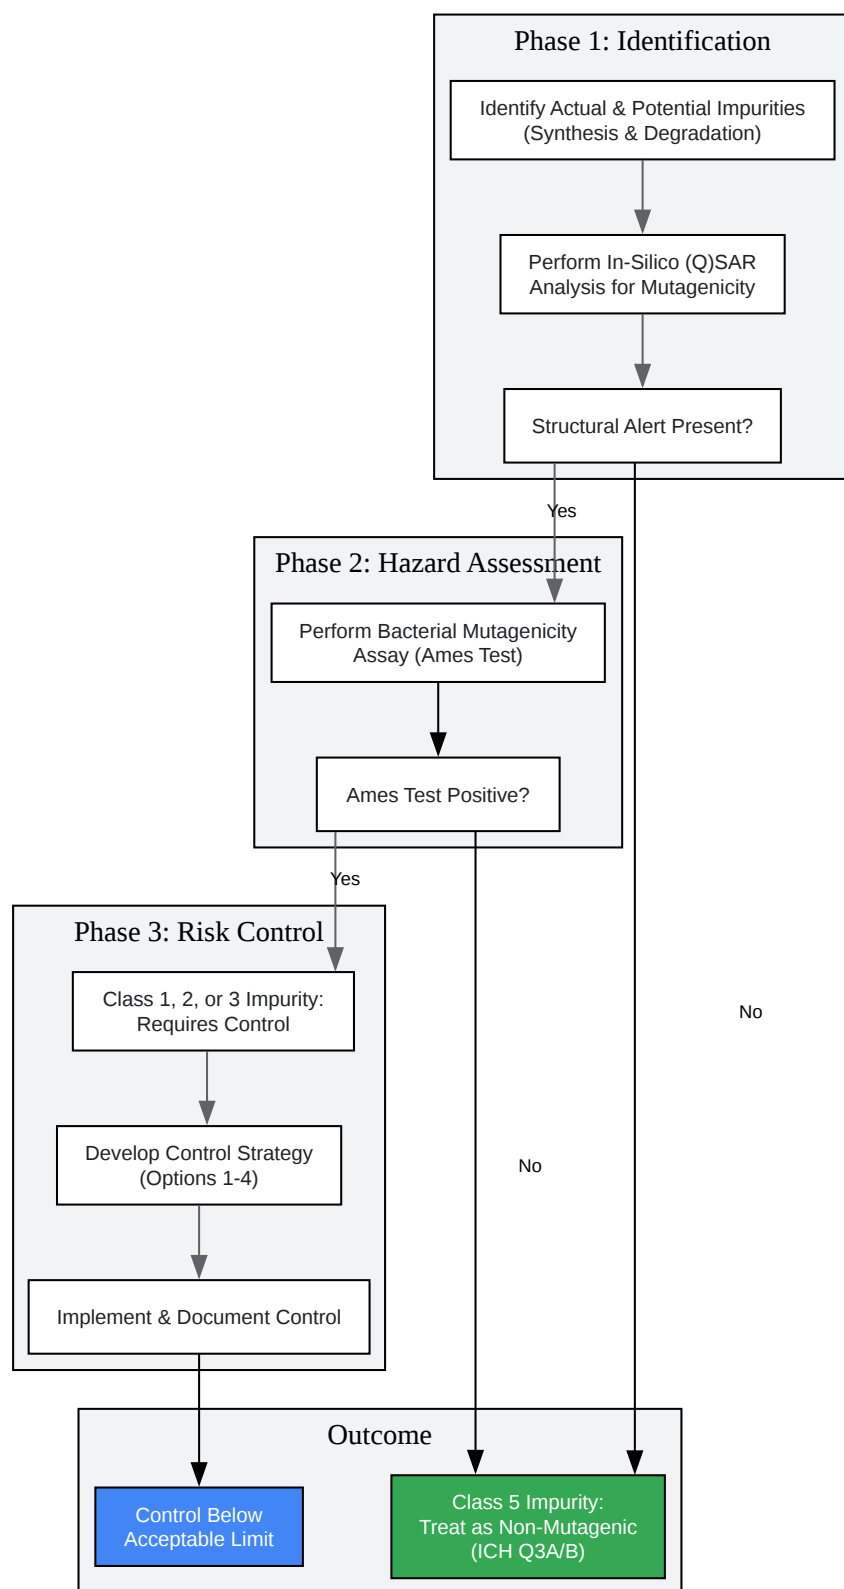 Phase 1: Identification
Identify Actual & Potential Impurities
(Synthesis & Degradation)
Perform In-Silico (Q)SAR
Analysis for Mutagenicity
Structural Alert Present?
Yes
Phase 2: Hazard Assessment
Perform Bacterial Mutagenicity
Assay (Ames Test)
Ames Test Positive?
Yes
Phase 3: Risk Control
Class 1, 2, or 3 Impurity:
Requires Control
No
Develop Control Strategy
(Options 1-4)
No
Implement & Document Control
Outcome
Control Below
Acceptable Limit
Class 5 Impurity:
Treat as Non-Mutagenic
(ICH Q3A/B)